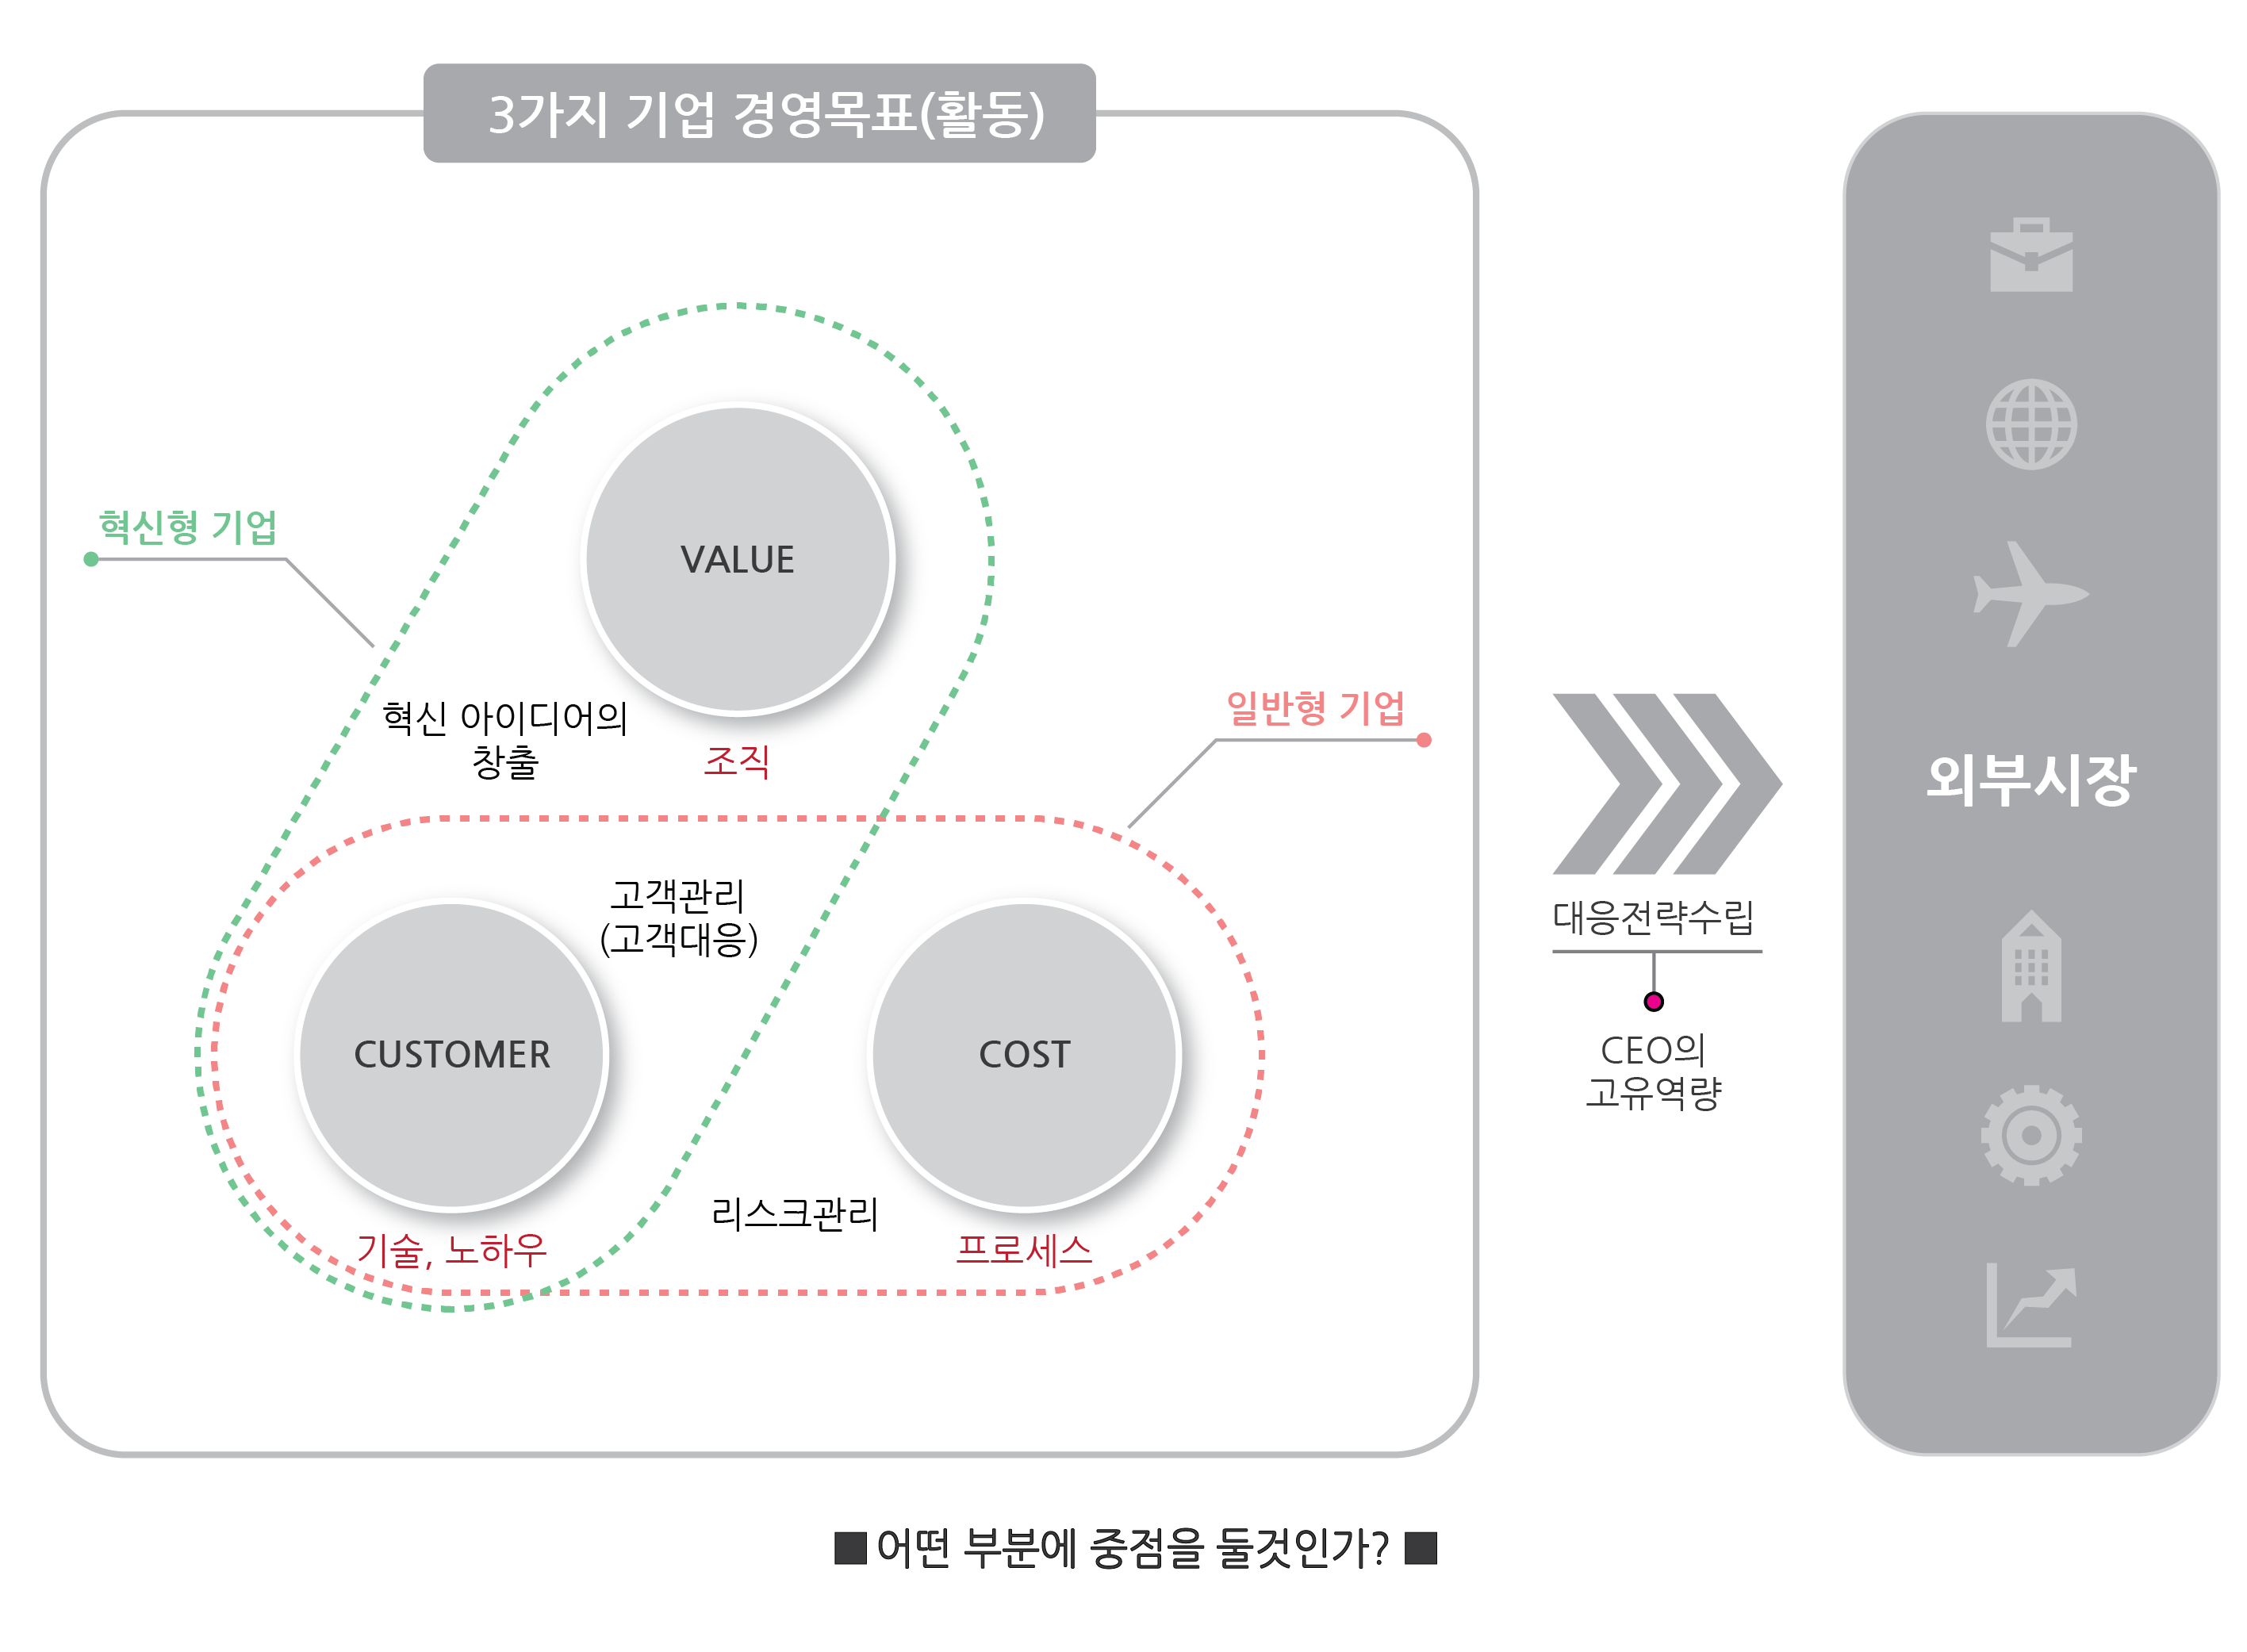 3가지 기업 경영목표(활동)
혁신형 기업
VALUE
혁신 아이디어의
창출
조직
일반형 기업
고객관리
(고객대응)
CUSTOMER
COST
기술, 노하우
리스크관리
프로세스
대응전략수립
CEO의
고유역량
외부시장
■ 어떤 부분에 중점을 둘것인가? ■